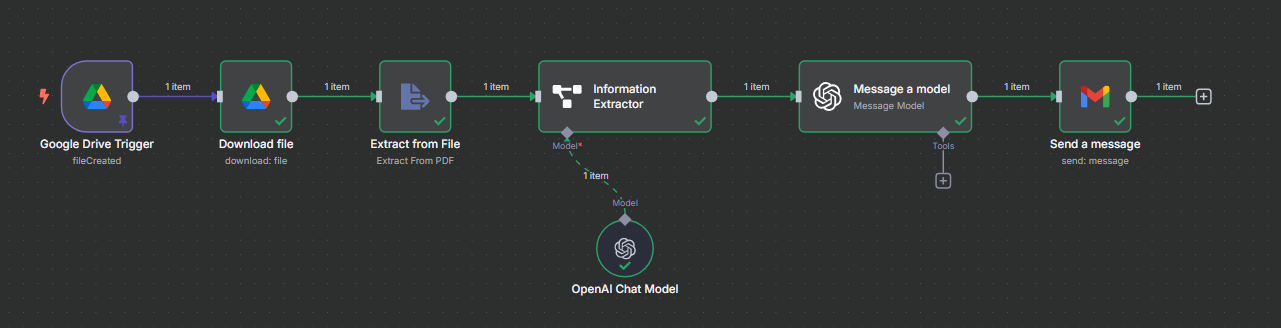 1 item
1 item
1 item
1 item
1 item
1 item
Information
Extractor
Message a model
Message Model
Google Drive Trigger
fileCreated
Download file
download: file
Extract from File
Extract From PDF
Model*
Tools
Send a message
send: message
1 item
Model
OpenAI Chat Model